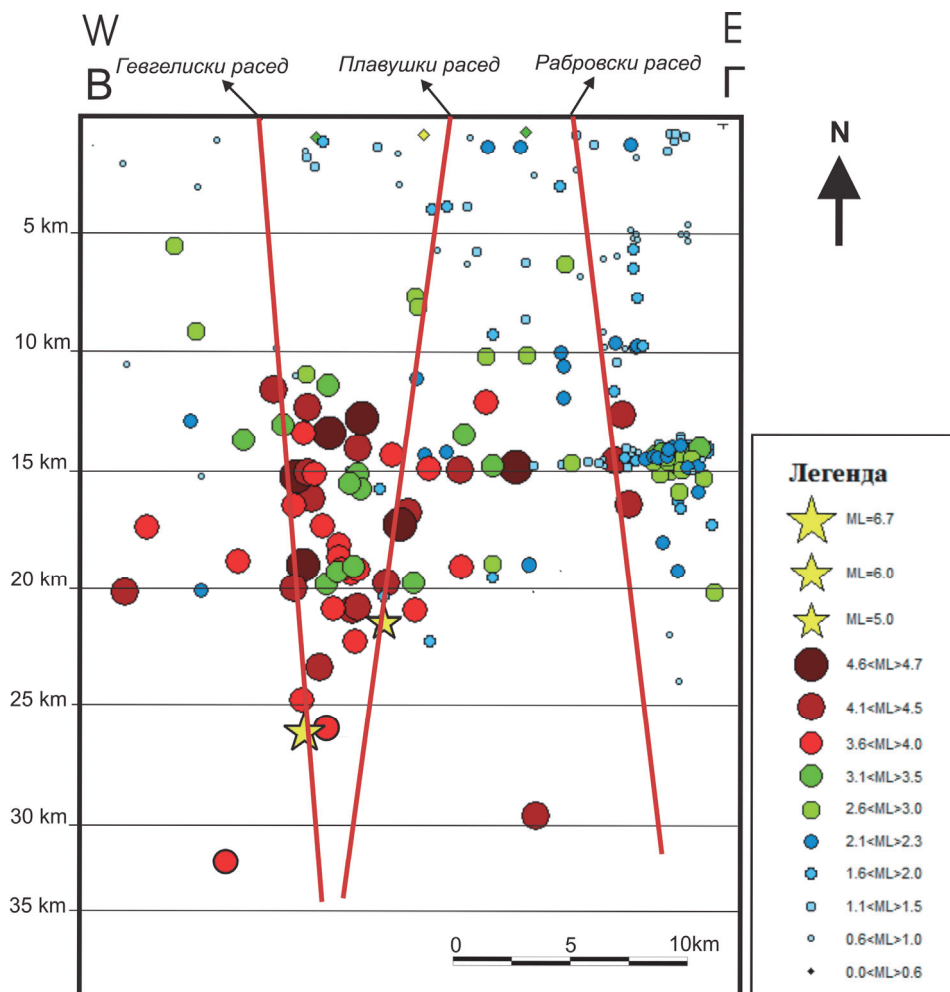 W
E
Гевгелиски расед
Плавушки расед
Рабровски расед
В
Г
N
5 km
10 km
15 km
20 km
25 km
30 km
35 km
0 5 10km
Легенда
ML=6.7
ML=6.0
ML=5.0
4.6<ML>4.7
4.1<ML>4.5
3.6<ML>4.0
3.1<ML>3.5
2.6<ML>3.0
2.1<ML>2.3
1.6<ML>2.0
1.1<ML>1.5
0.6<ML>1.0
0.0<ML>0.6